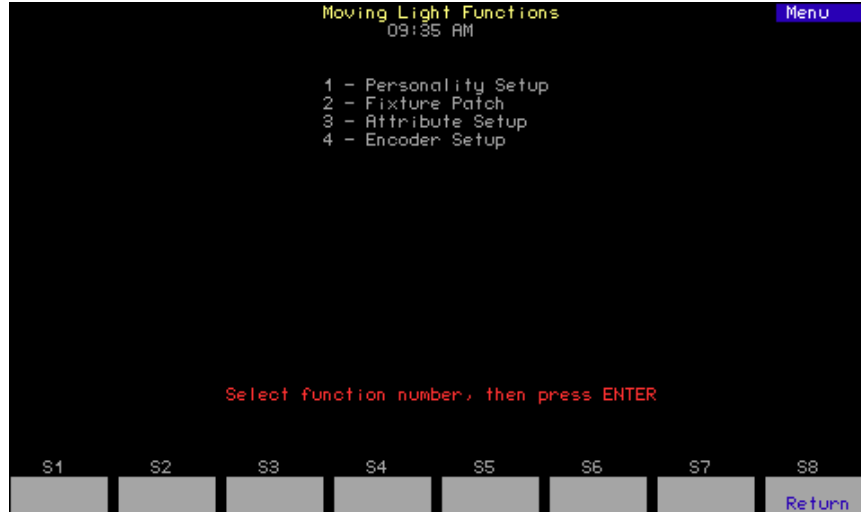 Moving Light Functions
Menu
09:35 AM
1 - Personality Setup
2 - Fixture Patch
3 - Attribute Setup
4 - Encoder Setup
Select function number, then press ENTER
S1 S2 S3 S4 S5 S6 S7 S8
Return